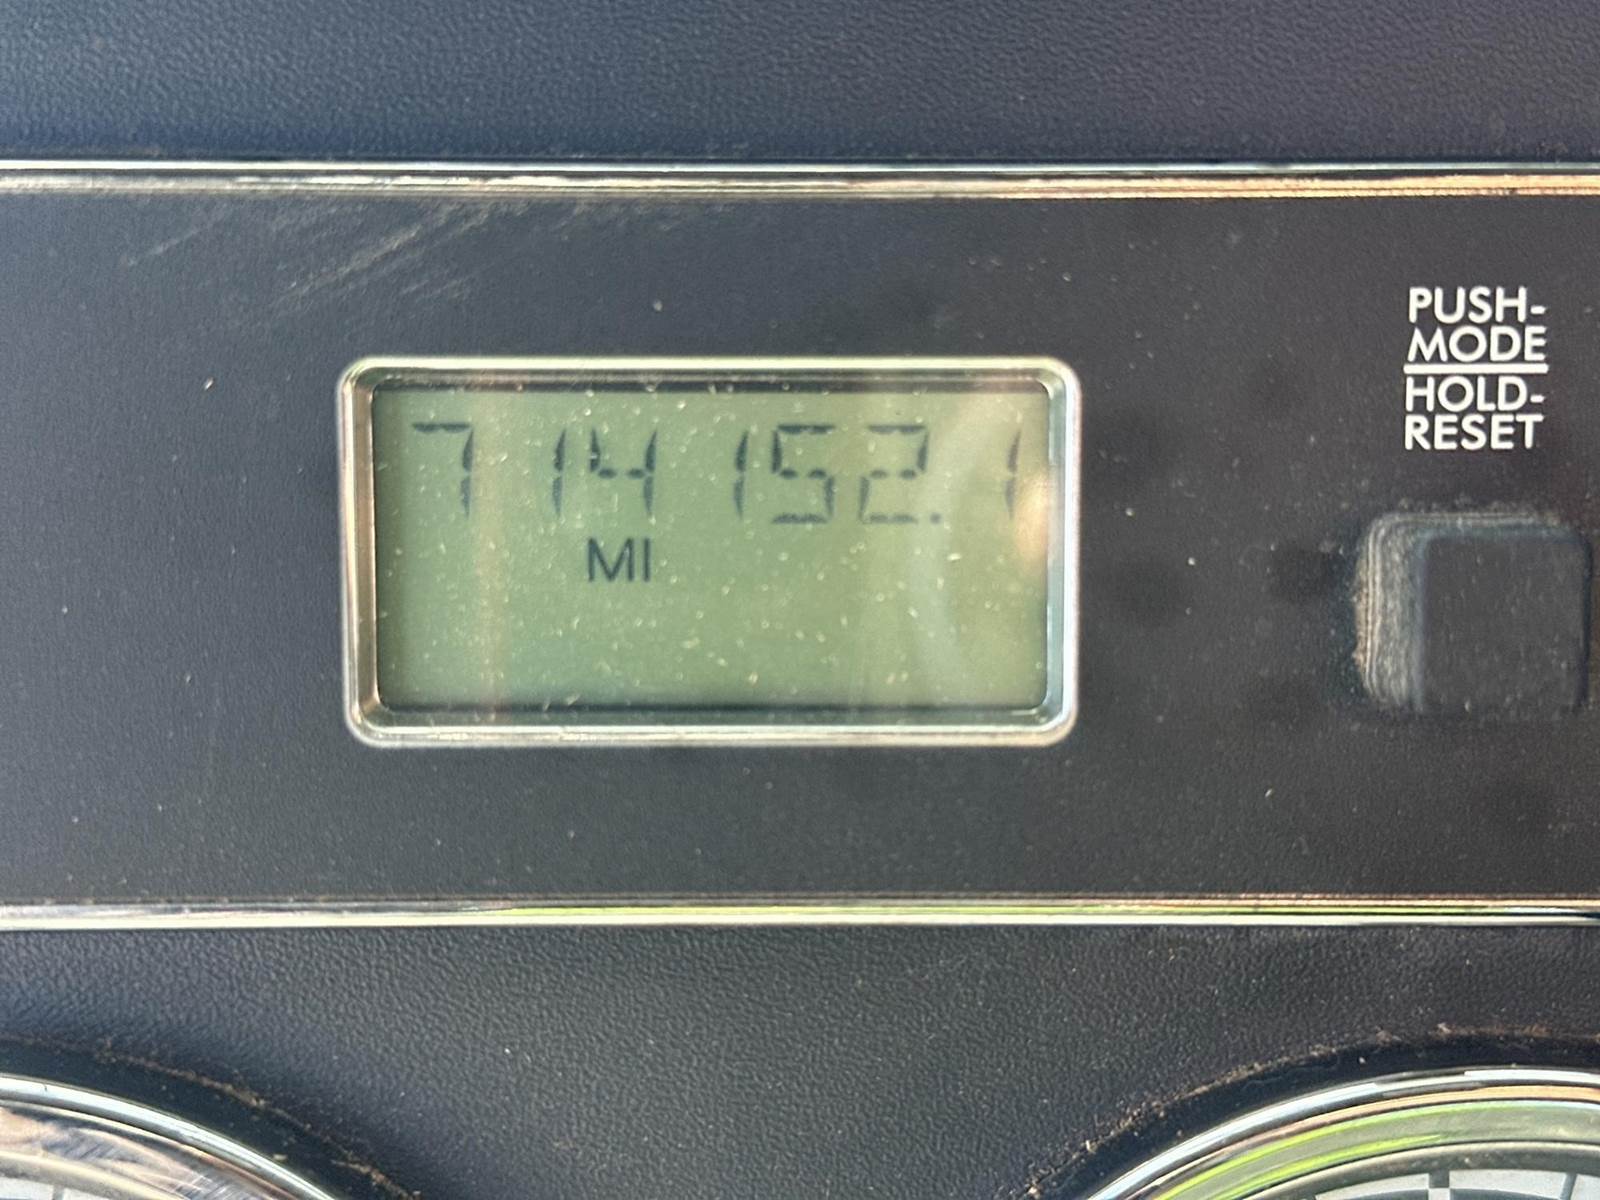 714152.1
MI
PUSH-
MODE
HOLD-
RESET